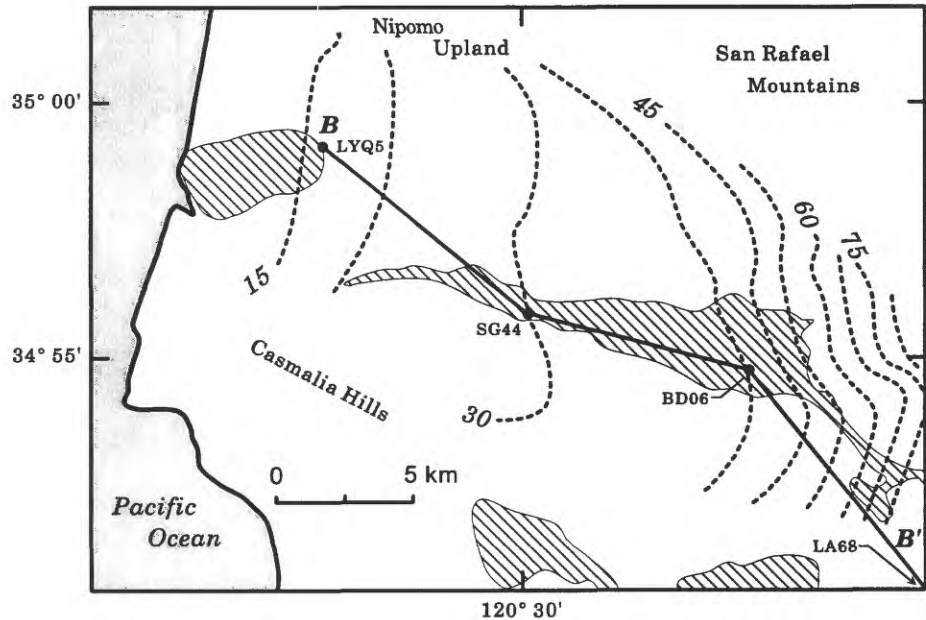 Nipomo
Upland
San Rafael
Mountains
35° 00'
45
B
LYQ5
60
75
15
SG44
34° 55'
Casmalia Hills
BD06
30
0 5 km
Pacific
Ocean
B'
LA68
120° 30'